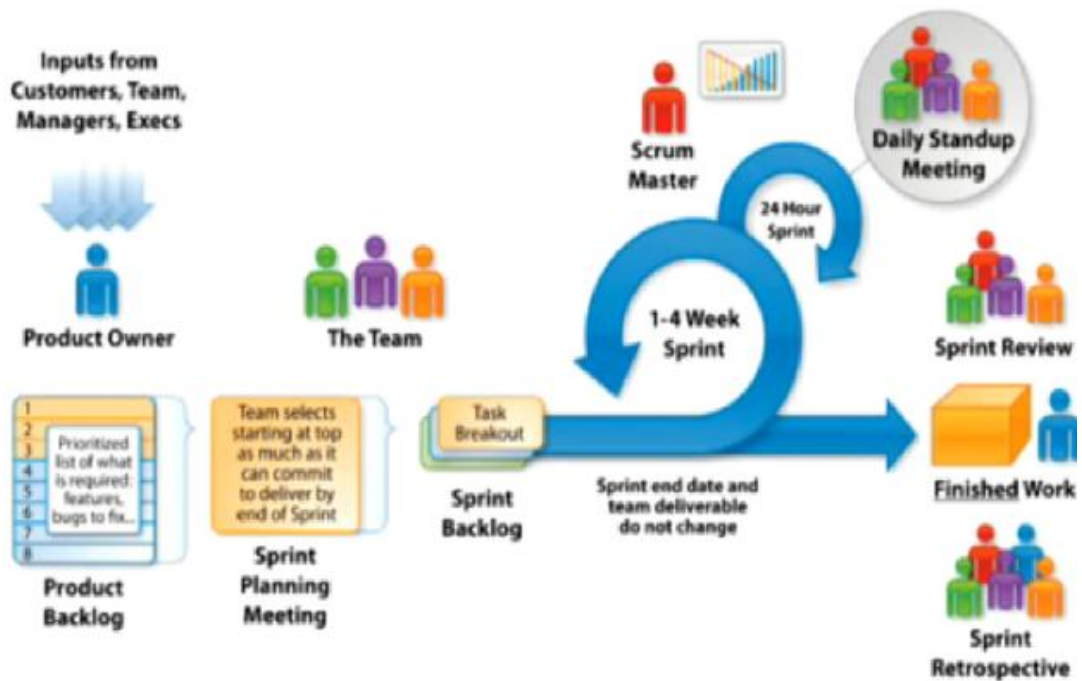 Inputs from
Customers, Team,
Managers, Execs
Product Owner
The Team
Scrum
Master
Daily Standup
Meeting
24 Hour
Sprint
1-4 Week
Sprint
Sprint Review
1
2
3
4
5
6
7
8
Prioritized
list of what
is required:
features,
bugs to fix...
Product
Backlog
Team selects
starting at top
as much as it
can commit
to deliver by
end of Sprint
Sprint
Planning
Meeting
Task
Breakout
Sprint
Backlog
Sprint end date and
team deliverable
do not change
Finished Work
Sprint
Retrospective